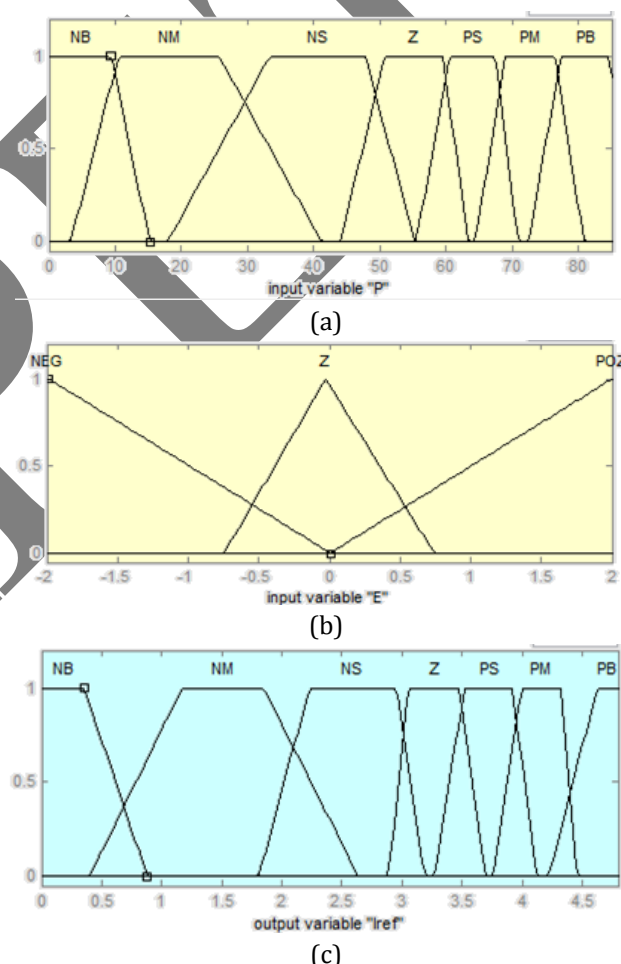 NB NM NS Z PS PM PB
1
0.5
0
0 10 20 30 40 50 60 70 80
input variable "P"
(a)
NEG Z POZ
1
0.5
0
-2 -1.5 -1 -0.5 0 0.5 1 1.5 2
input variable "E"
(b)
NB NM NS Z PS PM PB
1
0.5
0
0 0.5 1 1.5 2 2.5 3 3.5 4 4.5
output variable "Iref"
(c)